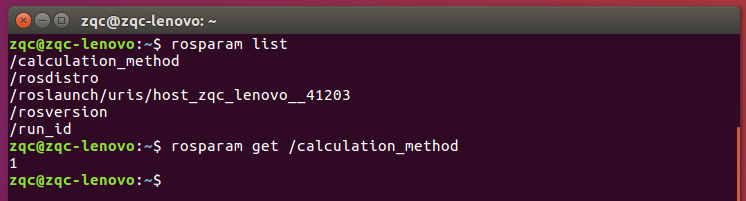 zqc@zqc-lenovo: ~
zqc@zqc-lenovo:~$ rosparam list
/calculation_method
/rosdistro
/roslaunch/uris/host_zqc_lenovo__41203
/rosversion
/run_id
zqc@zqc-lenovo:~$ rosparam get /calculation_method
1
zqc@zqc-lenovo:~$